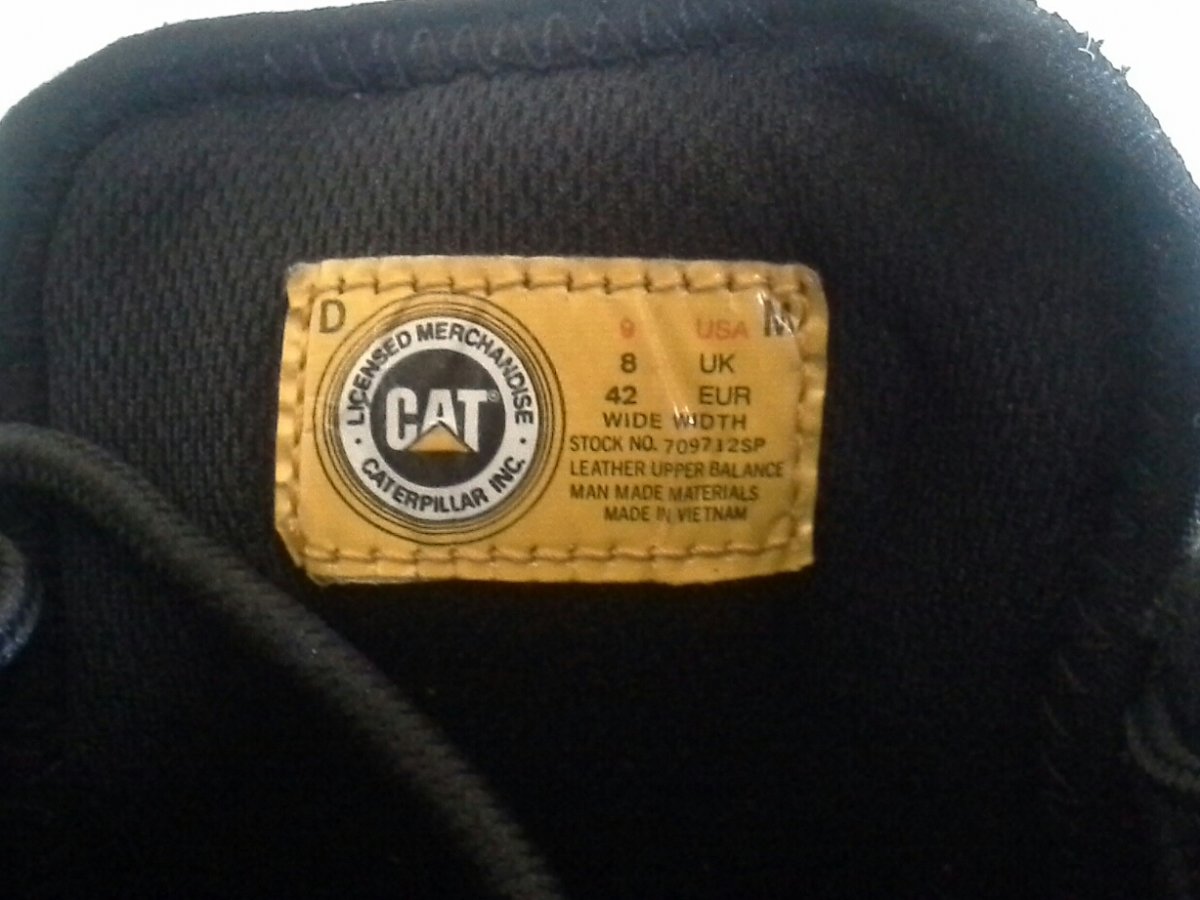 D
M
LICENSED MERCHANDISE
CAT®
CATERPILLAR INC.
9 USA
8 UK
42 EUR
WIDE WIDTH
STOCK NO. 709712SP
LEATHER UPPER BALANCE
MAN MADE MATERIALS
MADE IN VIETNAM